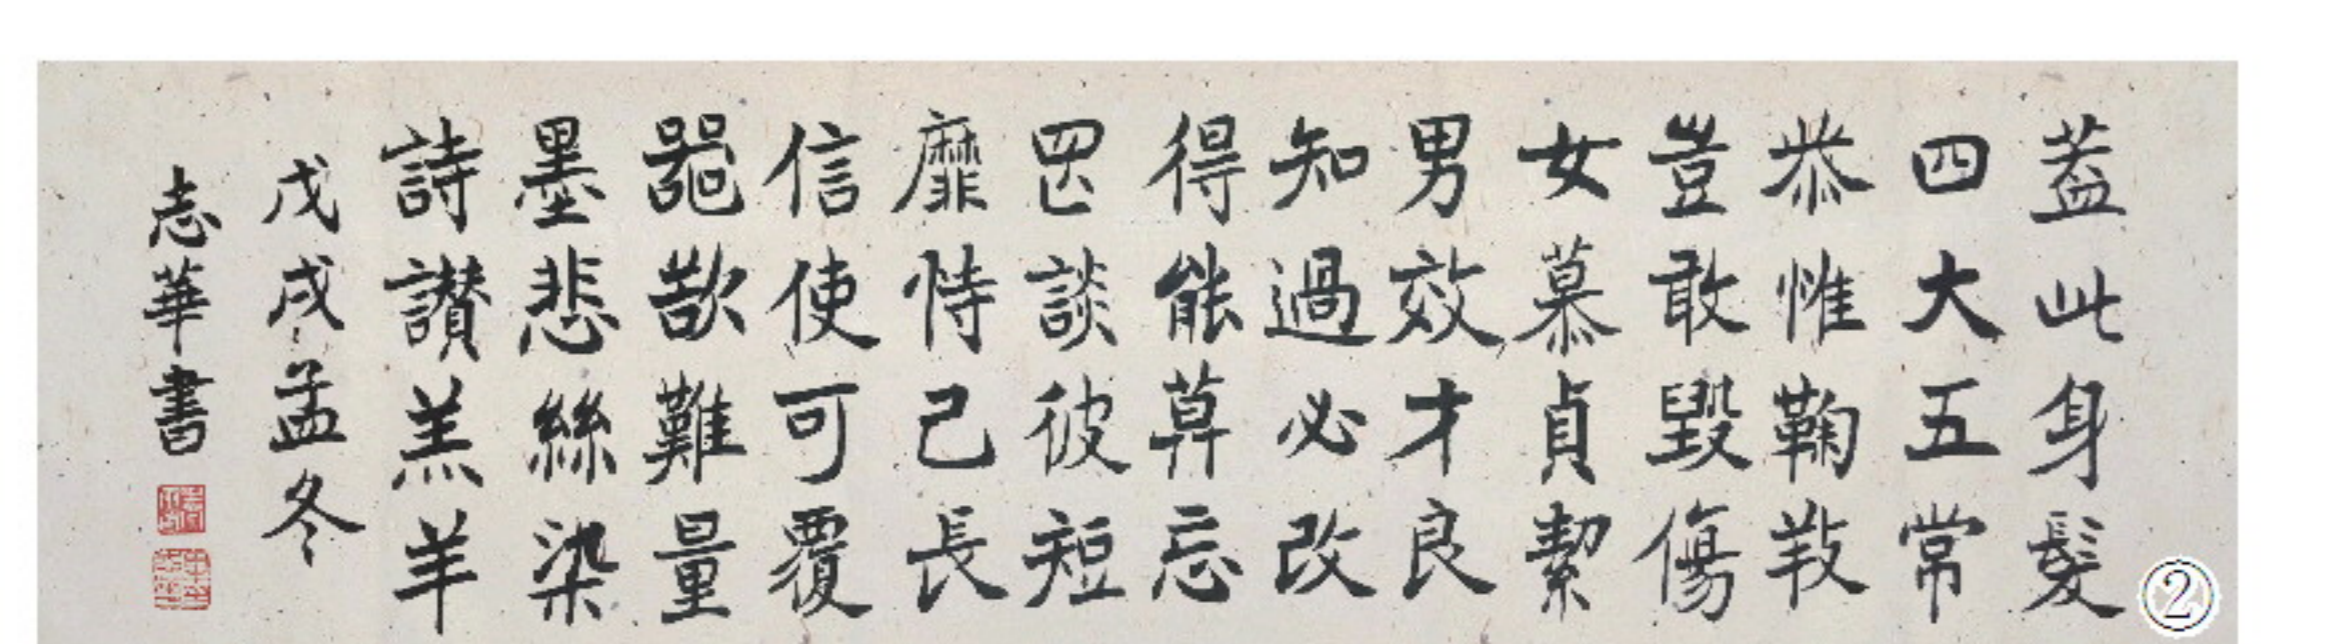 蓋此身髮
四大五常
恭惟鞠敎
豈敢毀傷
女慕貞絜
男效才良
知過必改
得能莫忘
罔談彼短
靡恃己長
信使可覆
器欲難量
墨悲絲染
詩讚羔羊
戊戌孟冬
志華書
②